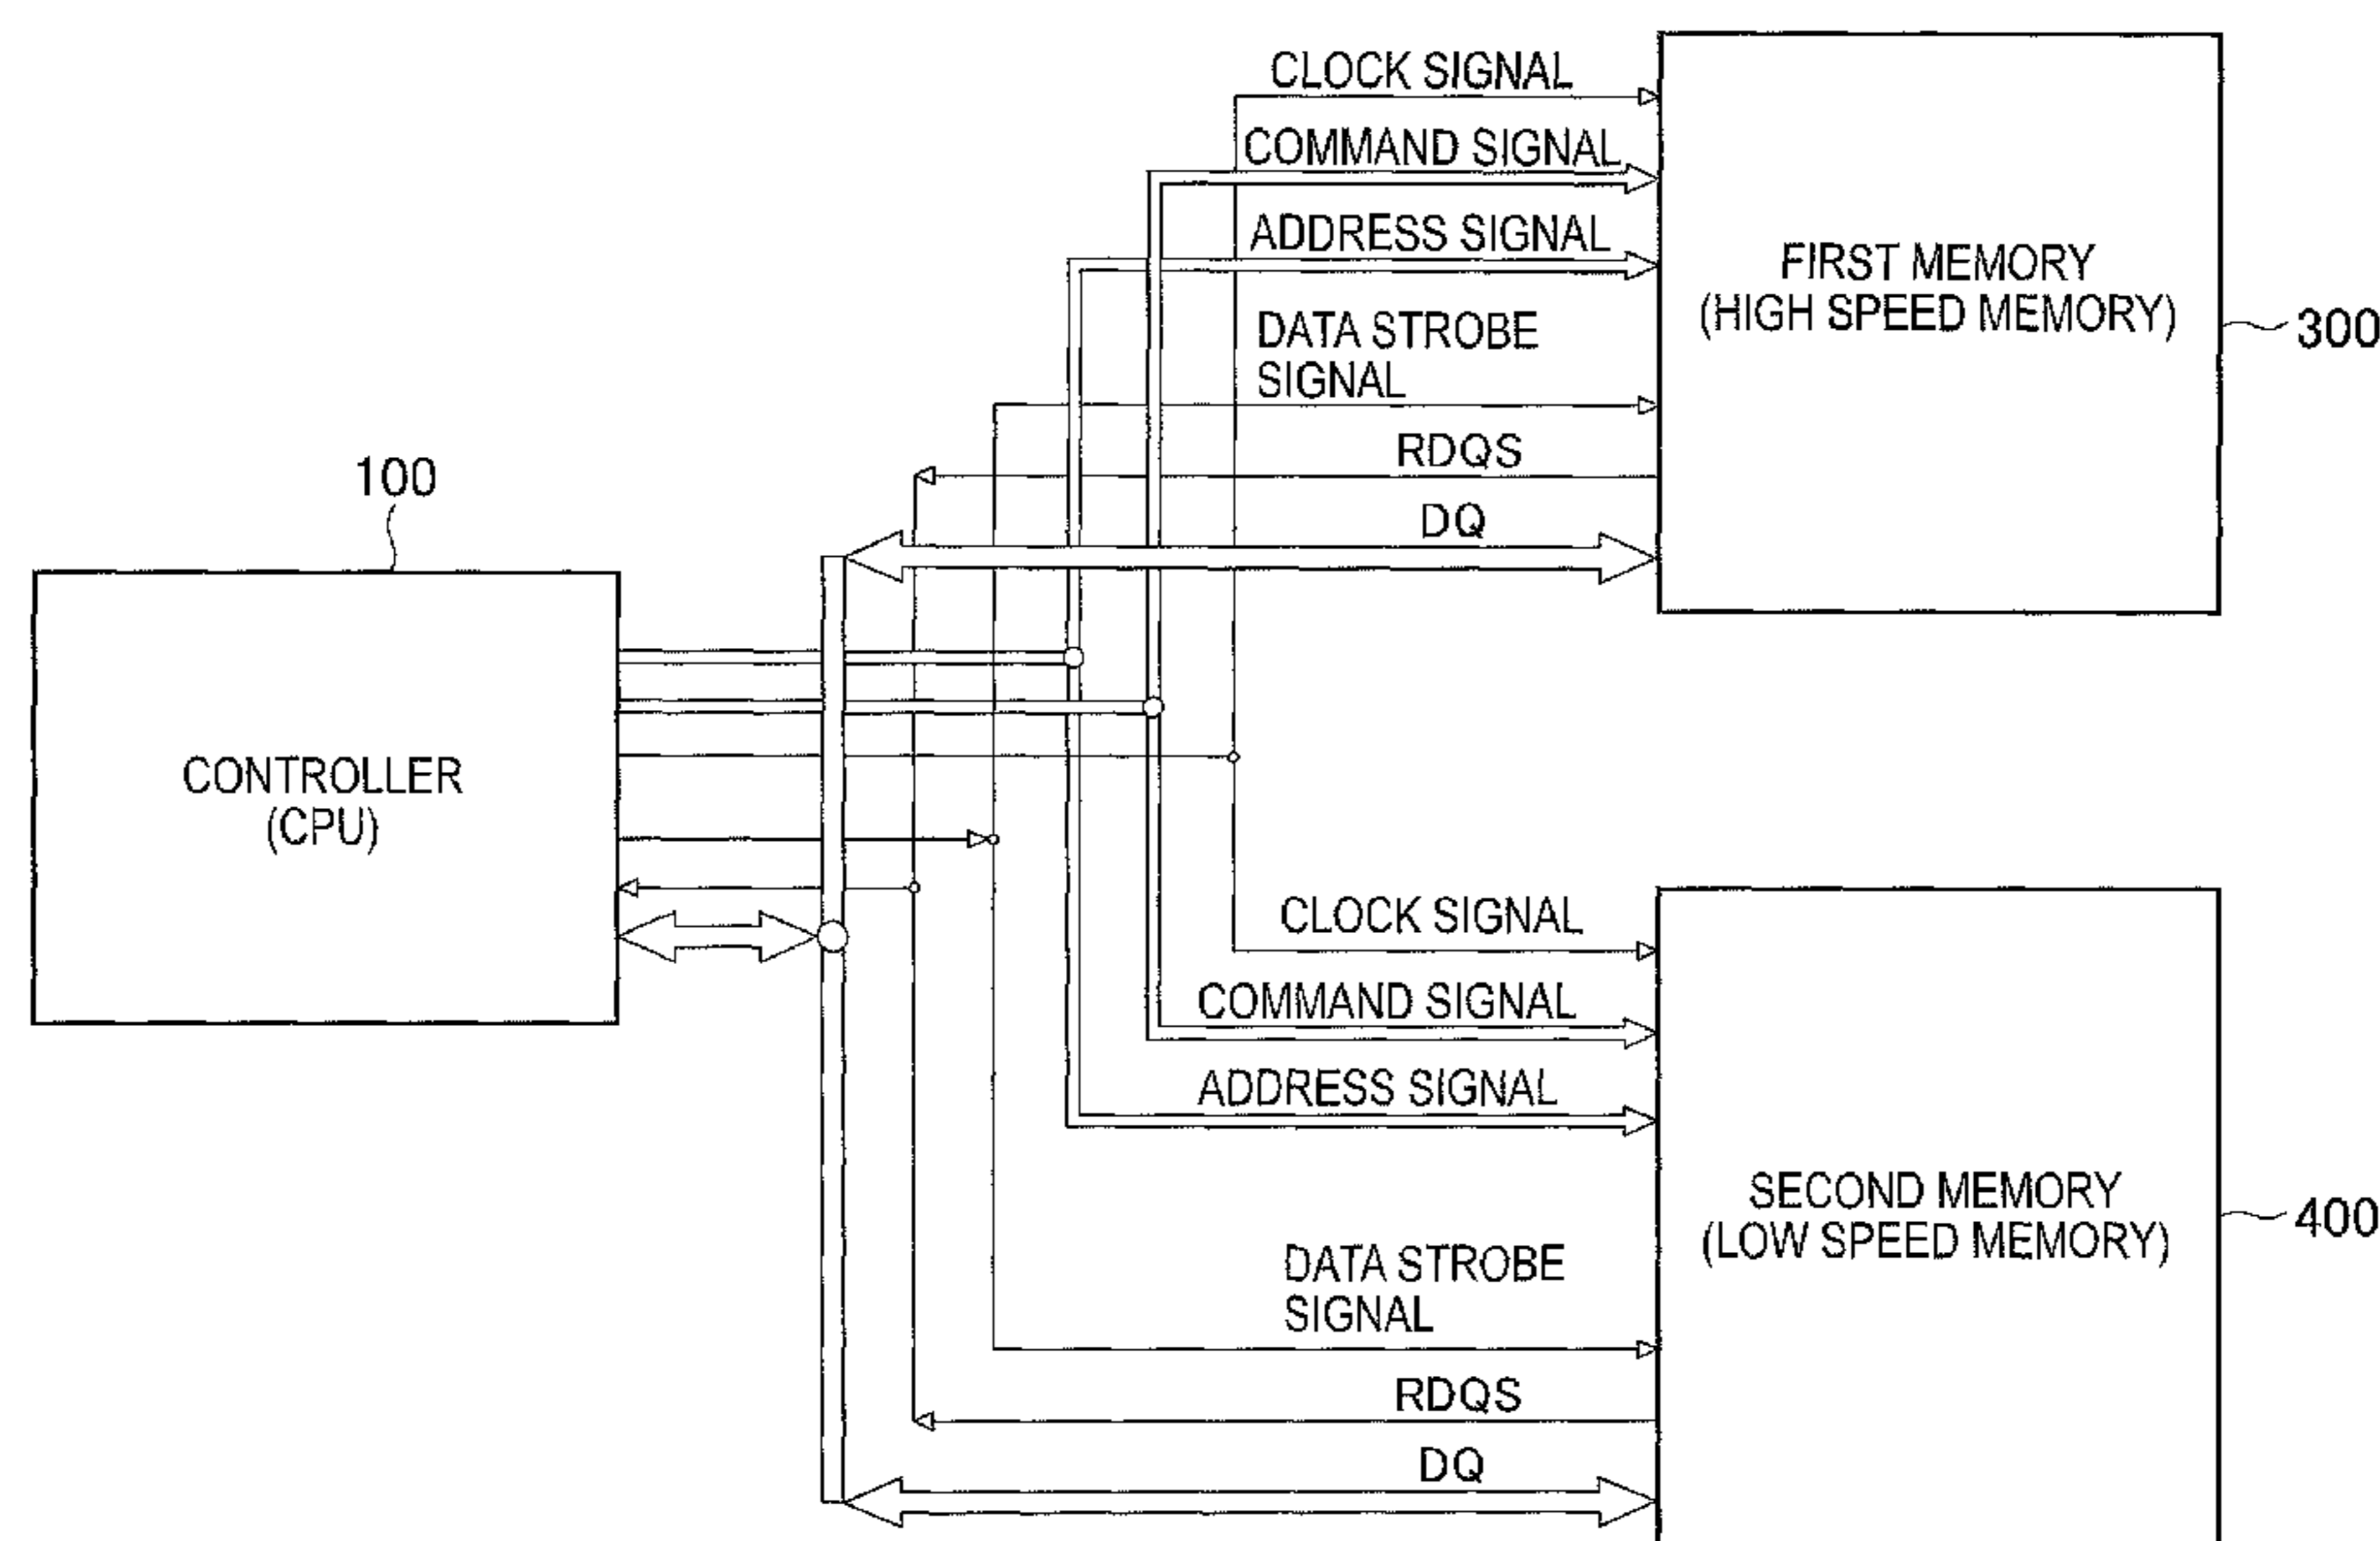 CLOCK SIGNAL
COMMAND SIGNAL
ADDRESS SIGNAL
DATA STROBE
SIGNAL
RDQS
DQ
FIRST MEMORY
(HIGH SPEED MEMORY)
300
100
CONTROLLER
(CPU)
CLOCK SIGNAL
COMMAND SIGNAL
ADDRESS SIGNAL
DATA STROBE
SIGNAL
RDQS
DQ
SECOND MEMORY
(LOW SPEED MEMORY)
400